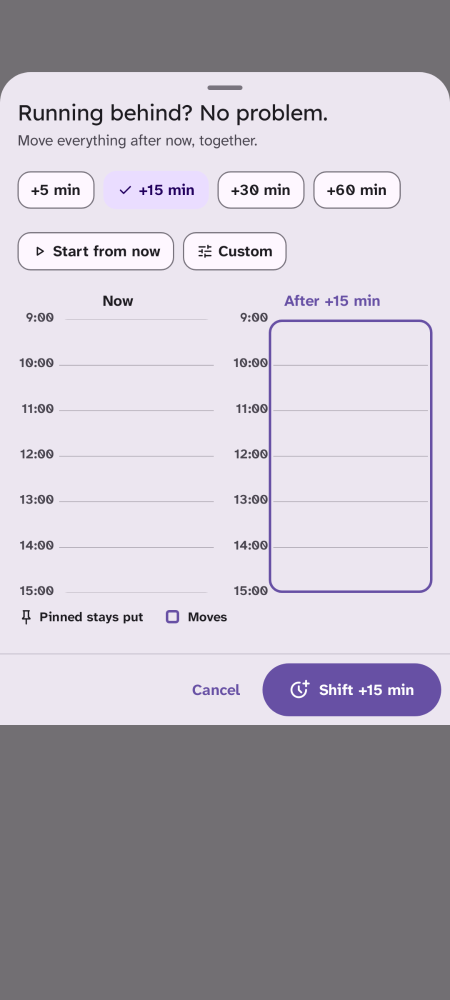 Running behind? No problem.
Move everything after now, together.
+5 min
+15 min
+30 min
+60 min
Start from now
Custom
Now
After +15 min
9:00
9:00
10:00
10:00
11:00
11:00
12:00
12:00
13:00
13:00
14:00
14:00
15:00
15:00
Pinned stays put
Moves
Cancel
Shift +15 min